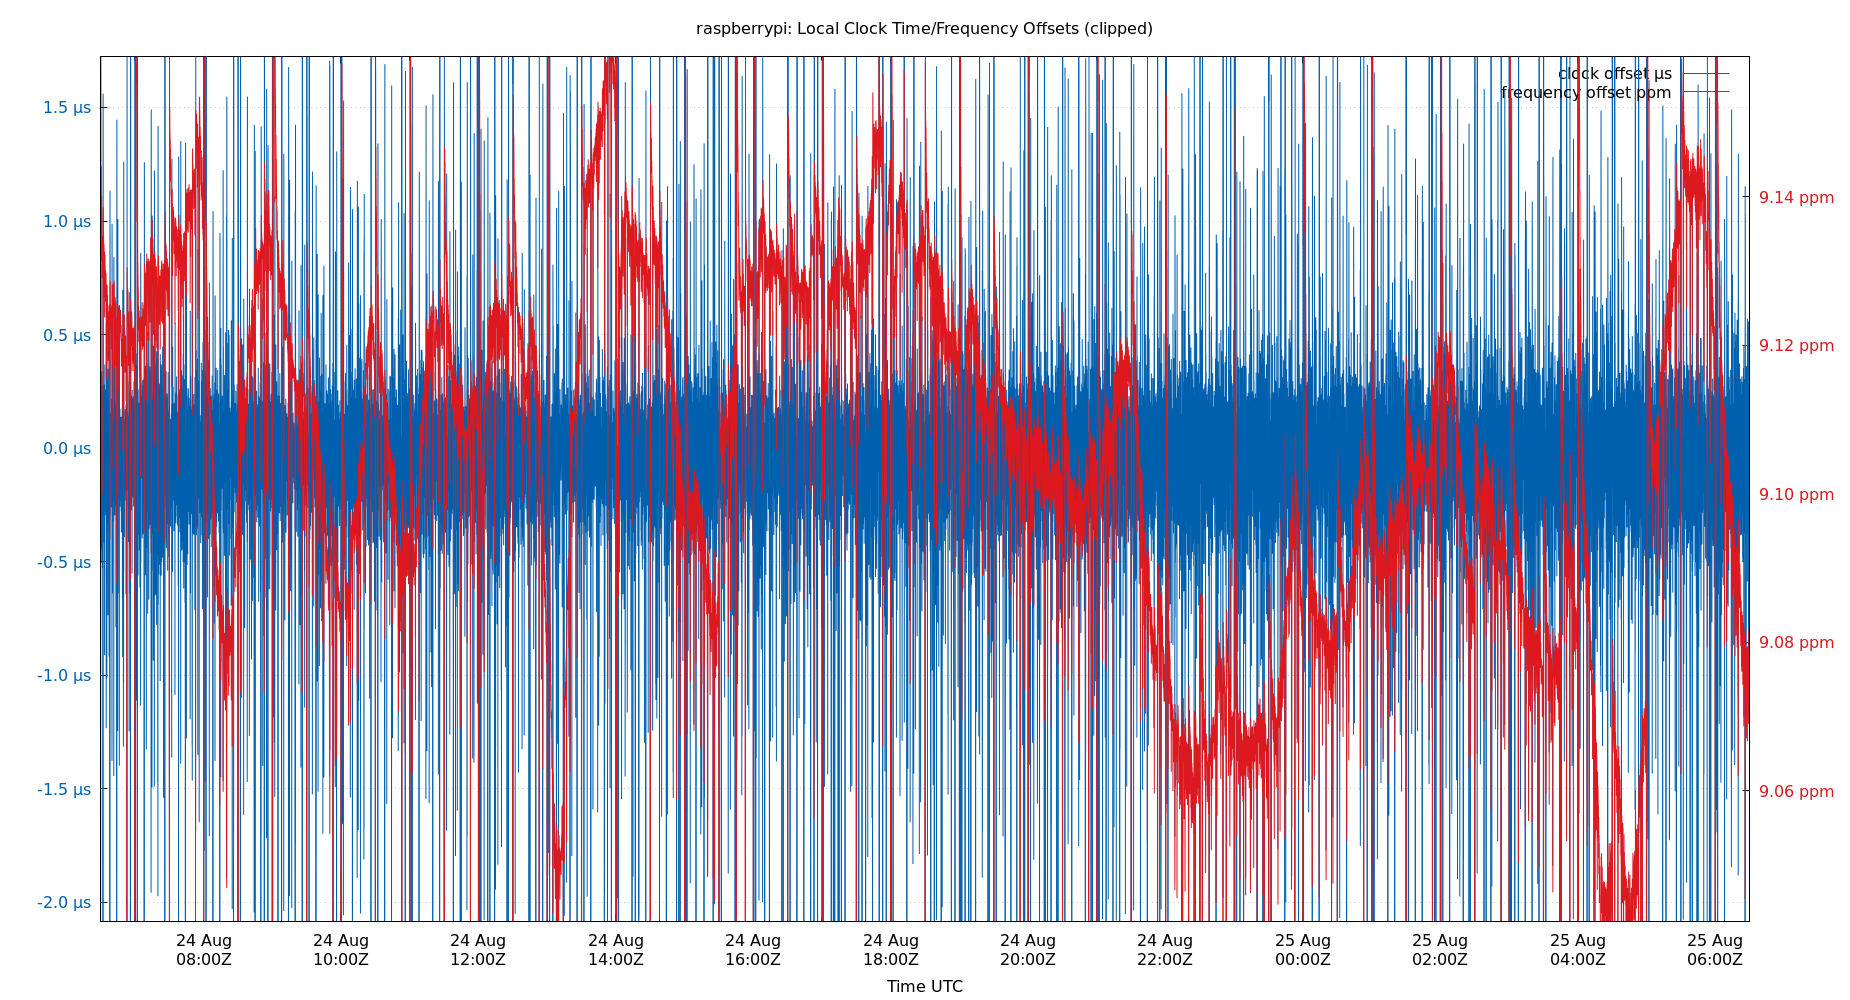 raspberrypi: Local Clock Time/Frequency Offsets (clipped)
clock offset µs
frequency offset ppm
1.5 µs
1.0 µs
0.5 µs
0.0 µs
-0.5 µs
-1.0 µs
-1.5 µs
-2.0 µs
9.14 ppm
9.12 ppm
9.10 ppm
9.08 ppm
9.06 ppm
24 Aug 24 Aug 24 Aug 24 Aug 24 Aug 24 Aug 24 Aug 24 Aug 25 Aug 25 Aug 25 Aug 25 Aug
08:00Z 10:00Z 12:00Z 14:00Z 16:00Z 18:00Z 20:00Z 22:00Z 00:00Z 02:00Z 04:00Z 06:00Z
Time UTC